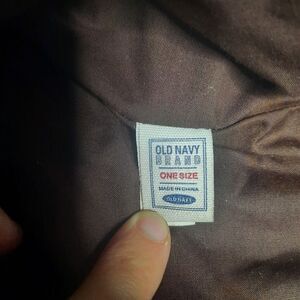 OLD NAVY
BRAND
ONE SIZE
MADE IN CHINA
OLD NAVY